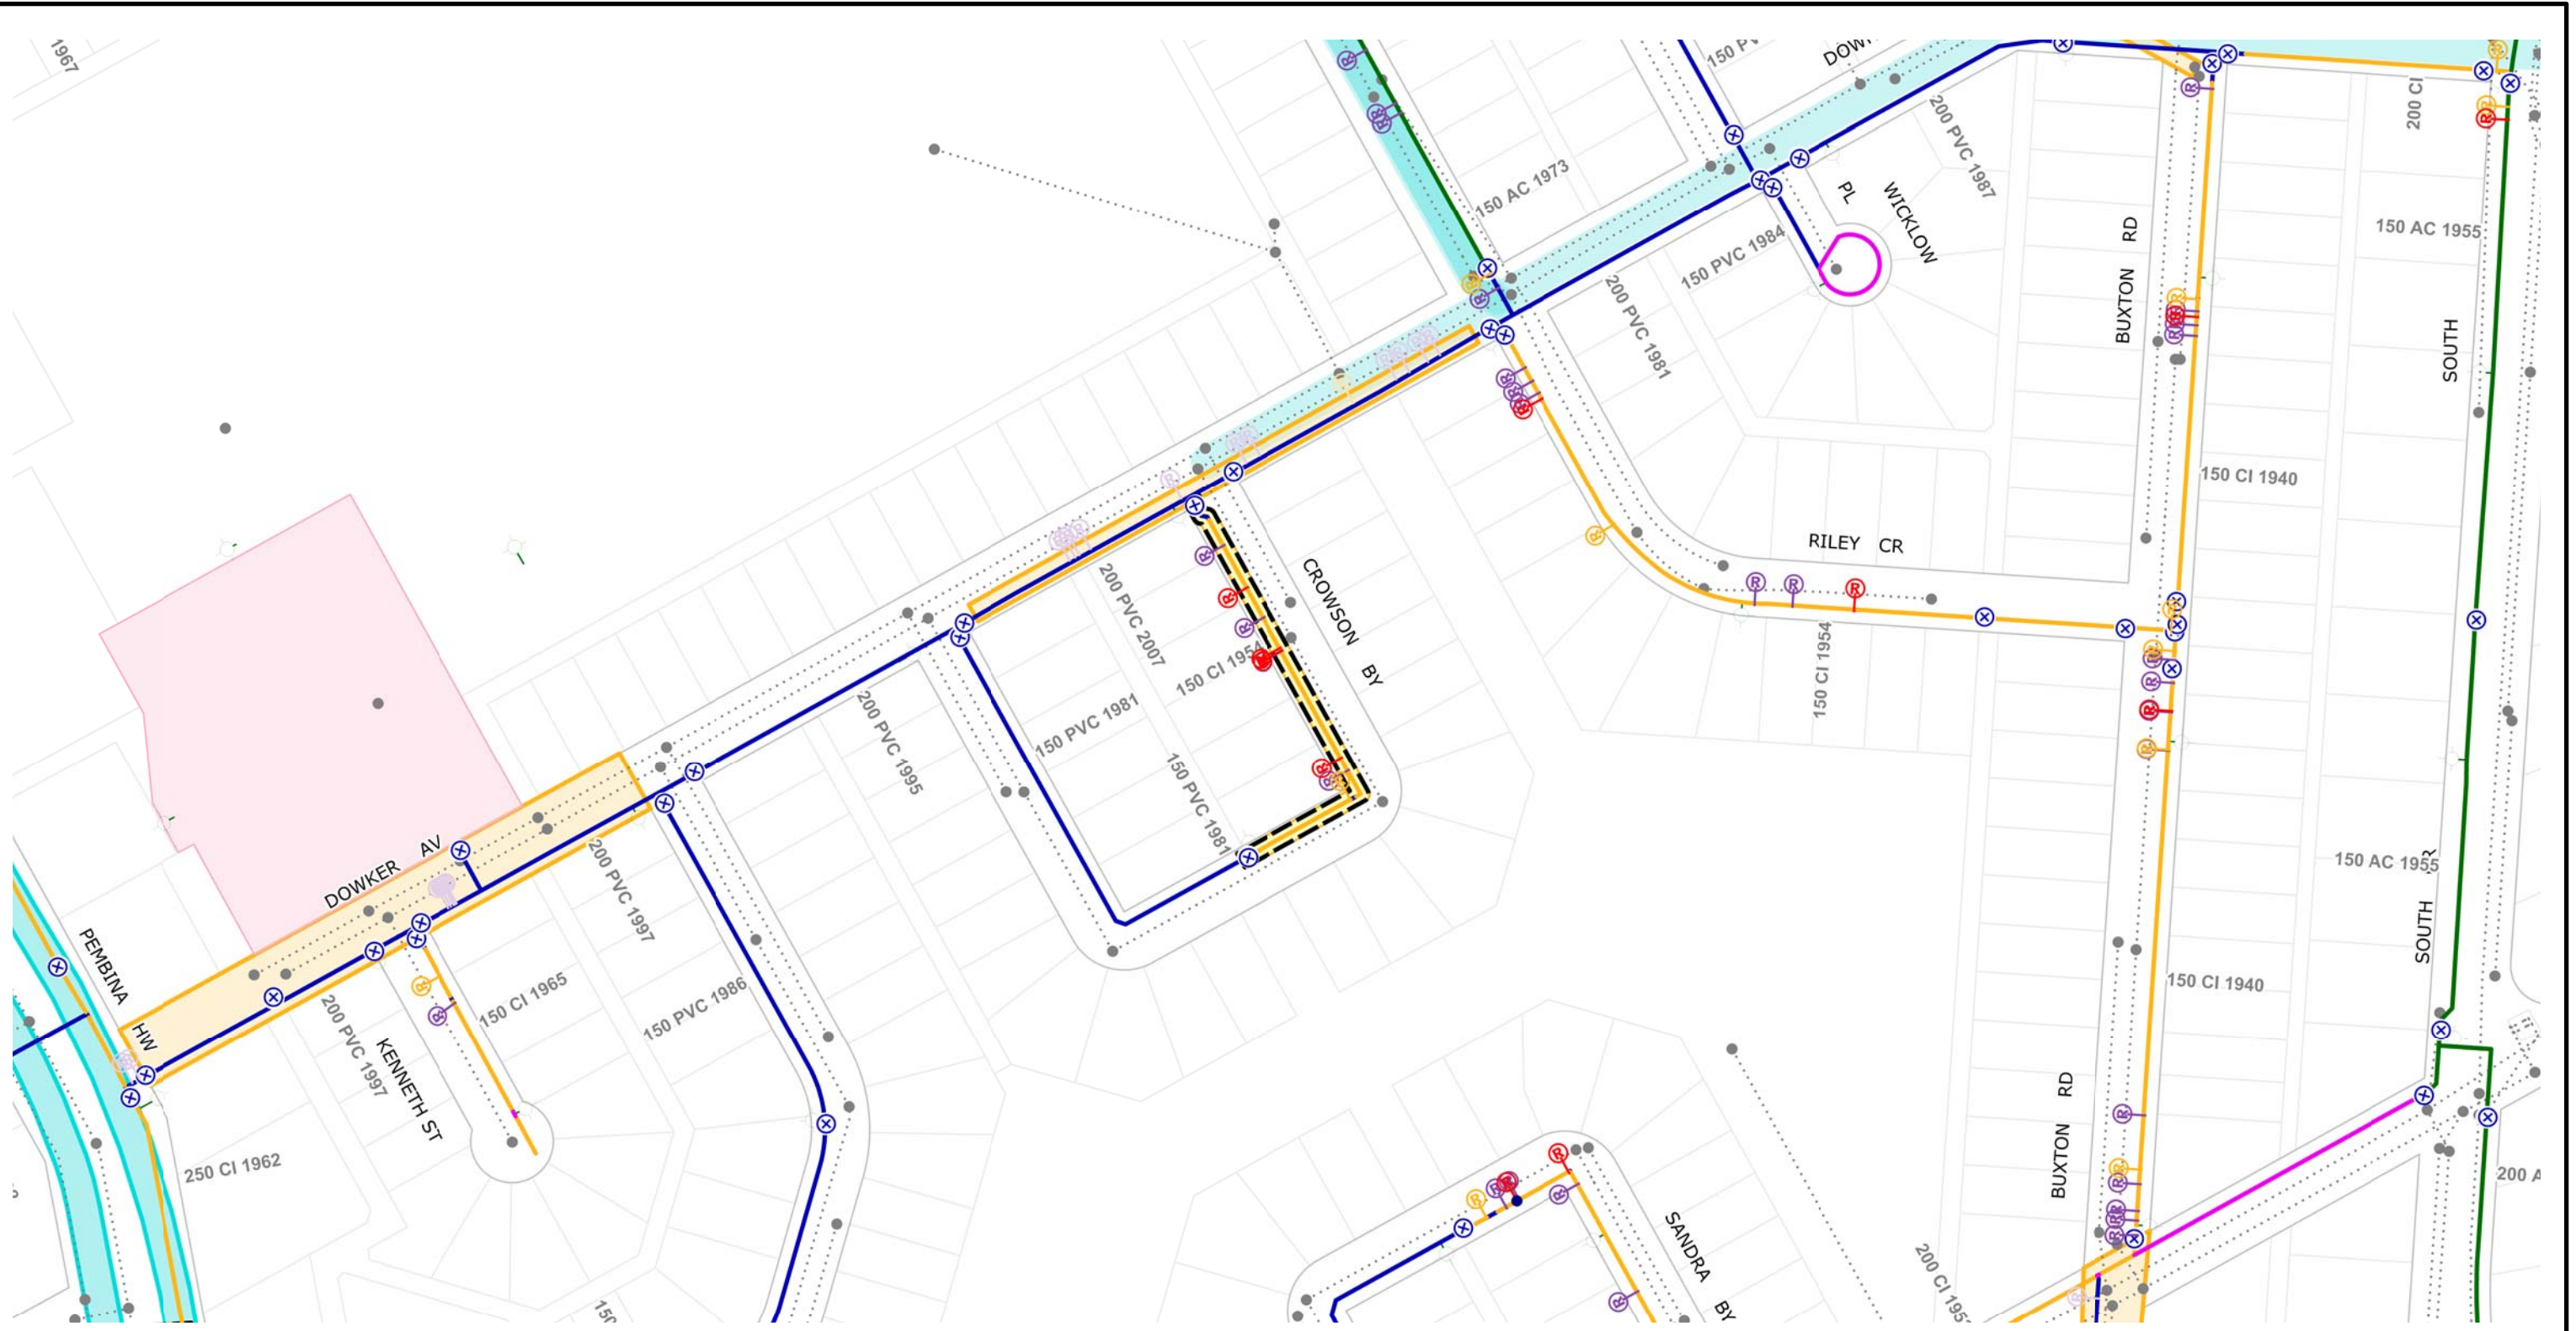 1967
150 AC 1973
200 PVC 1987
WICKLOW
PL
150 PVC 1984
200 PVC 1981
200 CI
150 AC 1955
BUXTON RD
SOUTH
150 CI 1940
RILEY CR
150 CI 1954
CROWSON BY
150 CI 1954
200 PVC 2007
150 PVC 1981
150 PVC 1981
200 PVC 1995
200 PVC 1997
DOWKER AV
PEMBINA HW
150 CI 1965
150 PVC 1986
200 PVC 1997
KENNETH ST
250 CI 1962
150 AC 1955
SOUTH
150 CI 1940
BUXTON RD
SANDRA BY
200 CI 195
200 A
150